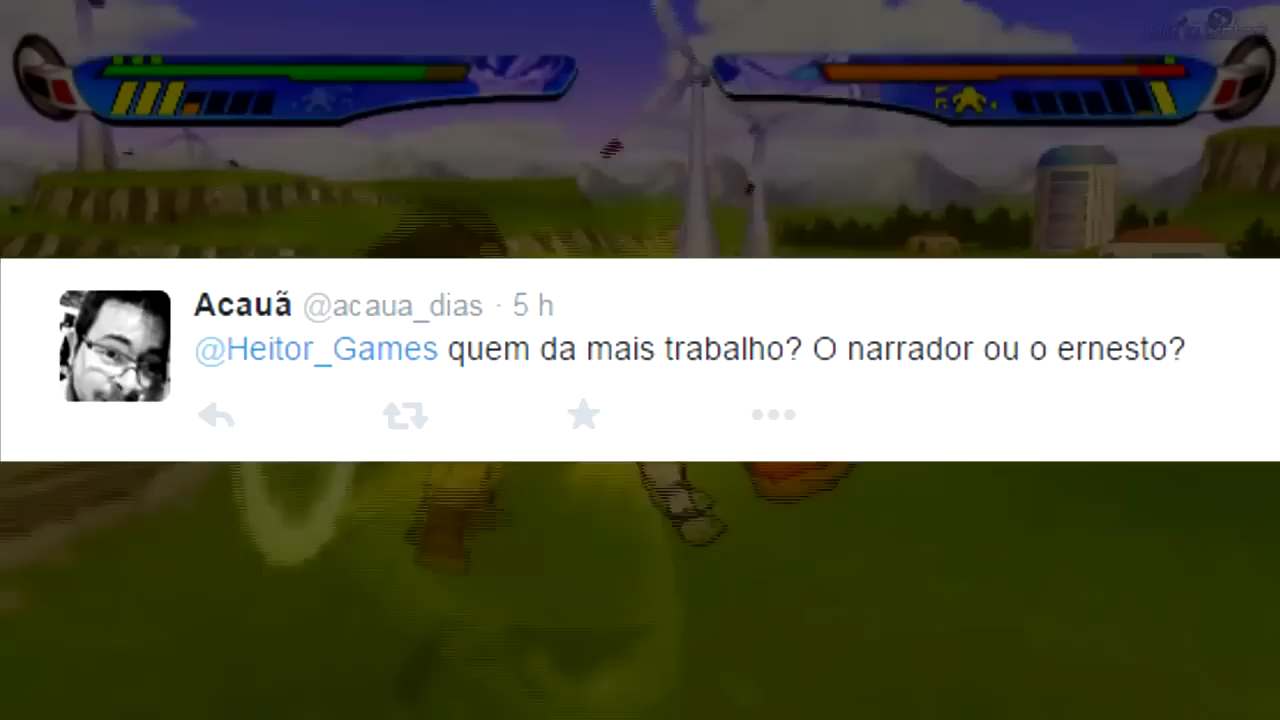 Acauã @acaua_dias · 5 h
@Heitor_Games quem da mais trabalho? O narrador ou o ernesto?